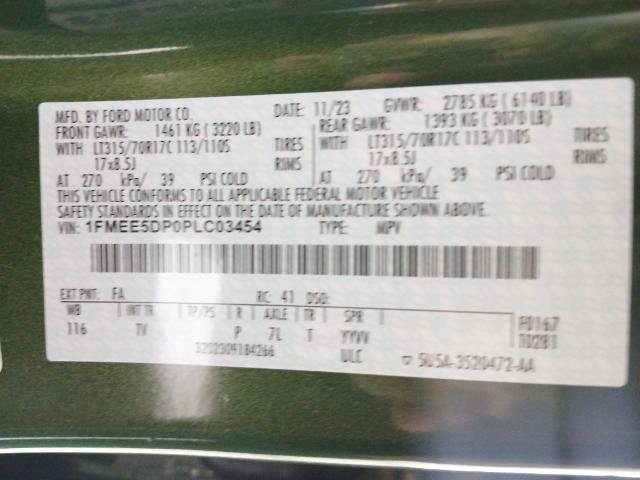 MFD. BY FORD MOTOR CO. DATE: 11/23 GVWR: 2785 KG ( 6140 LB)
FRONT GAWR: 1461 KG ( 3220 LB) REAR GAWR: 1393 KG ( 3070 LB)
WITH LT315/70R17C 113/110S TIRES WITH LT315/70R17C 113/110S TIRES
17x8.5J RIMS 17x8.5J RIMS
AT 270 kPa/ 39 PSI COLD AT 270 kPa/ 39 PSI COLD
THIS VEHICLE CONFORMS TO ALL APPLICABLE FEDERAL MOTOR VEHICLE
SAFETY STANDARDS IN EFFECT ON THE DATE OF MANUFACTURE SHOWN ABOVE.
VIN: 1FMEE5DP0PLC03454 TYPE: MPV
EXT PNT: FA RC: 41 DSO:
WB INT TR TP/PS R AXLE TR SPR F0167
116 TV P 7L T YYVV T0281
3202309184266 ULC ▽ 5U5A-3520472-AA